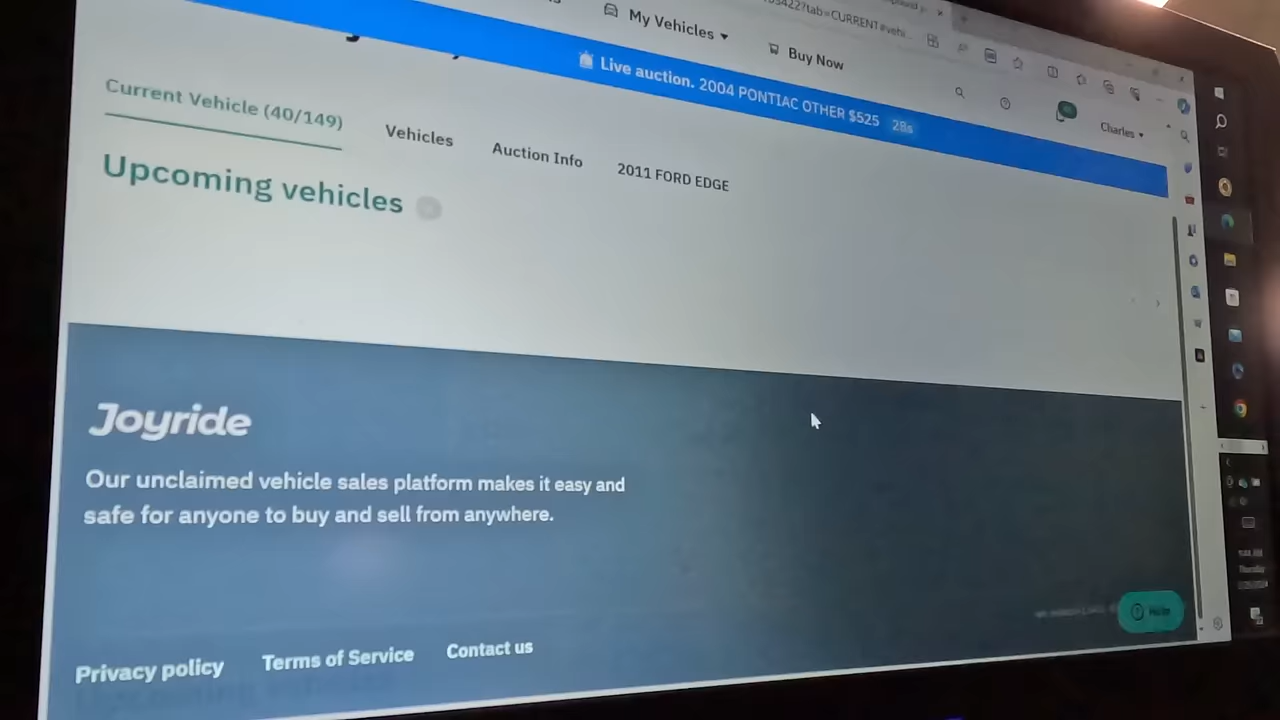 My Vehicles
Buy Now
Live auction. 2004 PONTIAC OTHER $525 28s
Charles
Current Vehicle (40/149)
Vehicles
Auction Info
2011 FORD EDGE
Upcoming vehicles
Joyride
Our unclaimed vehicle sales platform makes it easy and
safe for anyone to buy and sell from anywhere.
Help
Privacy policy
Terms of Service
Contact us